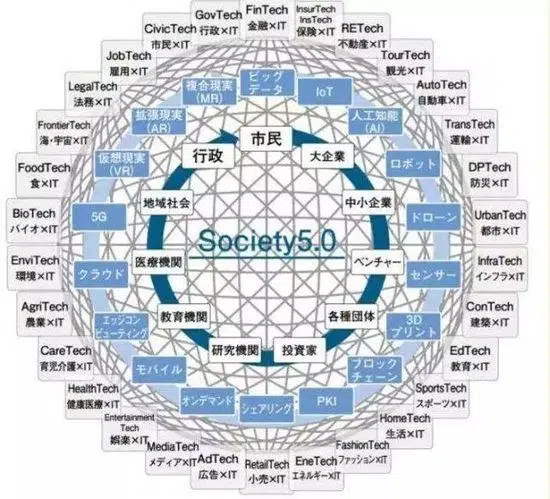 FinTech
金融×IT
InsurTech
InsTech
保険×IT
RETech
不動産×IT
TourTech
観光×IT
AutoTech
自動車×IT
TransTech
運輸×IT
DPTech
防災×IT
UrbanTech
都市×IT
InfraTech
インフラ×IT
ConTech
建築×IT
EdTech
教育×IT
SportsTech
スポーツ×IT
HomeTech
生活×IT
FashionTech
ファッション×IT
EneTech
エネルギー×IT
RetailTech
小売×IT
AdTech
広告×IT
MediaTech
メディア×IT
Entertainment
Tech
娯楽×IT
HealthTech
健康医療×IT
CareTech
育児介護×IT
AgriTech
農業×IT
EnviTech
環境×IT
BioTech
バイオ×IT
FoodTech
食×IT
FrontierTech
海・宇宙×IT
LegalTech
法務×IT
JobTech
雇用×IT
CivicTech
市民×IT
GovTech
行政×IT
ビッグ
データ
IoT
人工知能
(AI)
ロボット
ドローン
センサー
3D
プリント
ブロック
チェーン
PKI
シェアリング
オンデマンド
モバイル
エッジコン
ピューティング
クラウド
5G
仮想現実
(VR)
拡張現実
(AR)
複合現実
(MR)
市民
大企業
中小企業
ベンチャー
各種団体
投資家
研究機関
教育機関
医療機関
地域社会
行政
Society5.0